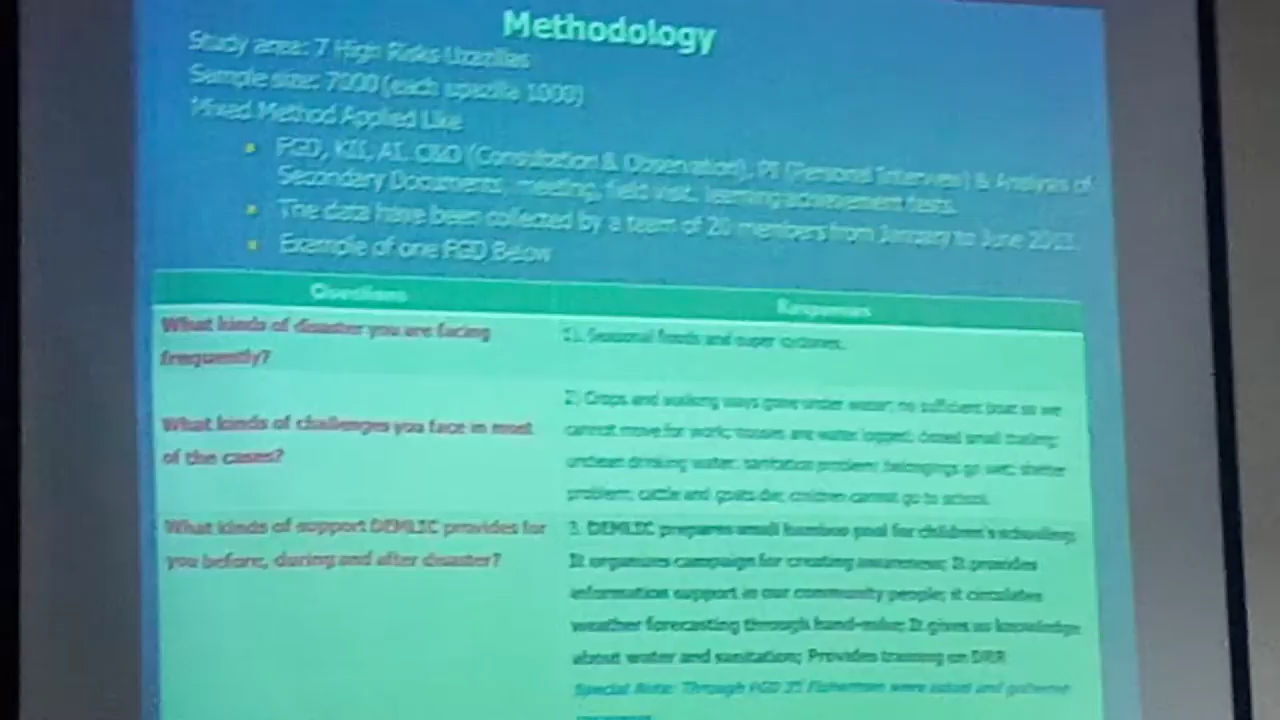 Methodology
Study area: 7 High Risks Upazilas
Sample size: 7000 (each upazila 1000)
Mixed Method Applied Like
FGD, KII, AI, C&O (Consultation & Observation), PI (Personal Interview) & Analysis of
Secondary Documents, meeting, field visit, learning achievement tests.
The data have been collected by a team of 20 members from January to June
Example of one FGD Below
Questions
Responses
What kinds of disaster you are facing
frequently?
1). Seasonal floods and super cyclones.
What kinds of challenges you face in most
of the cases?
2) Crops and walking ways gone under water; no sufficient boat so we
cannot move for work; houses are water logged; closed small trading;
unclean drinking water; sanitation problem; belongings go wet; shelter
problem; cattle and goats die; children cannot go to school.
What kinds of support DEMLIC provides for
you before, during and after disaster?
3. DEMLIC prepares small bamboo pool for children's schooling;
It organizes campaign for creating awareness; It provides
information support in our community people; it circulates
weather forecasting through hand-mike; It gives us knowledge
about water and sanitation; Provides training on DRR
Special Note: Through FGD 25 Fishermen were asked and gathered